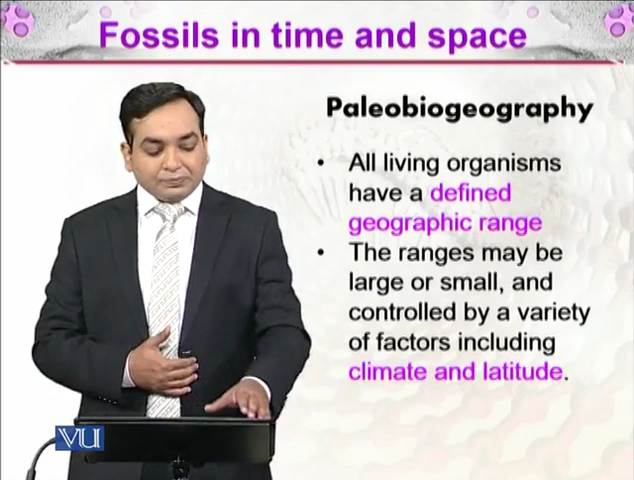 Fossils in time and space
Paleobiogeography
• All living organisms
have a defined
geographic range
• The ranges may be
large or small, and
controlled by a variety
of factors including
climate and latitude.
VU